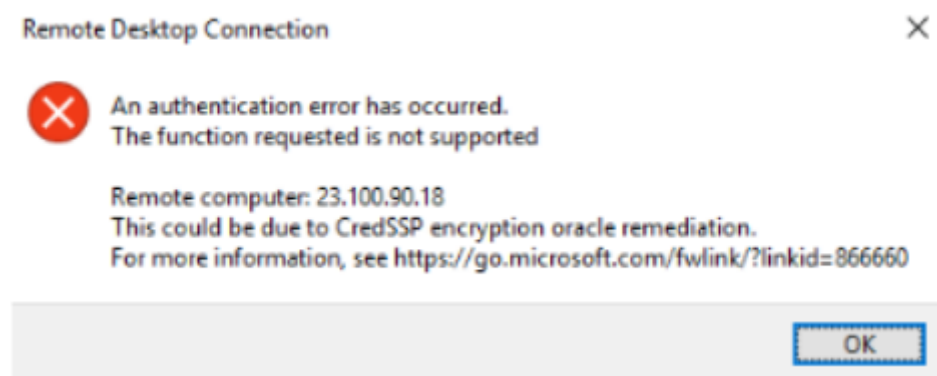 Remote Desktop Connection
An authentication error has occurred.
The function requested is not supported
Remote computer: 23.100.90.18
This could be due to CredSSP encryption oracle remediation.
For more information, see https://go.microsoft.com/fwlink/?linkid=866660
OK